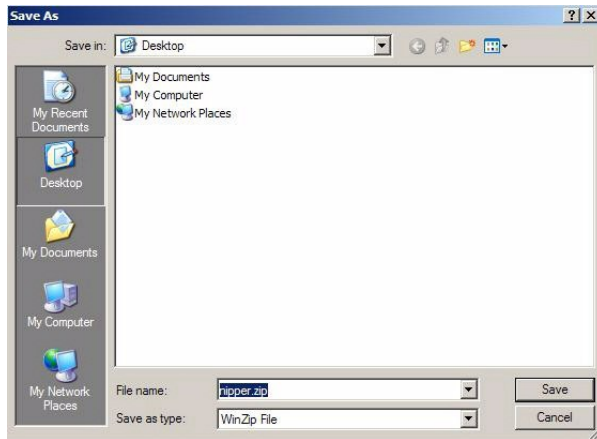 Save As
Save in: Desktop
My Documents
My Computer
My Network Places
My Recent
Documents
Desktop
My Documents
My Computer
My Network
Places
File name: nipper.zip
Save as type: WinZip File
Save
Cancel